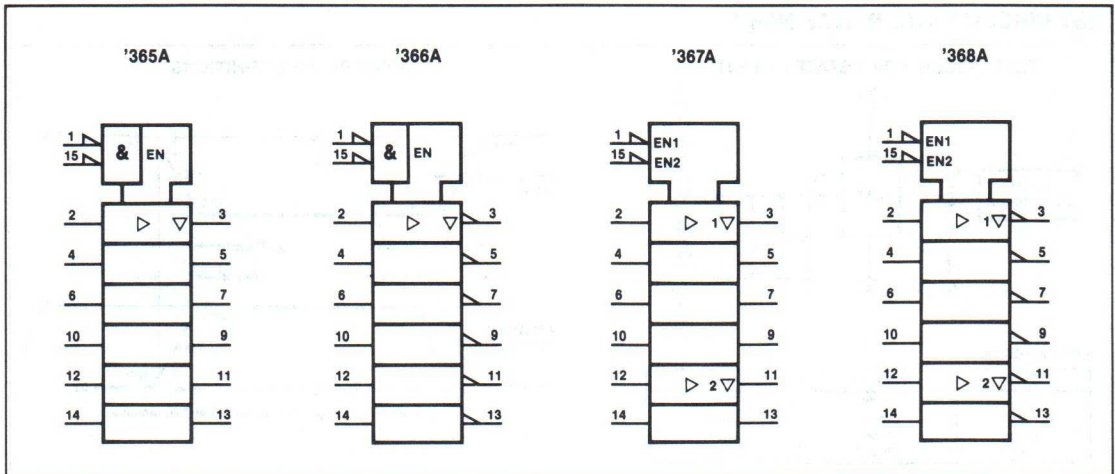 '365A '366A '367A '368A
1 & EN 1 & EN 1 EN1 1 EN1
15 15 15 EN2 15 EN2
2 ▷ ▽ 3 2 ▷ ▽ 3 2 ▷ 1▽ 3 2 ▷ 1▽ 3
4 5 4 5 4 5 4 5
6 7 6 7 6 7 6 7
10 9 10 9 10 9 10 9
12 11 12 11 12 ▷ 2▽ 11 12 ▷ 2▽ 11
14 13 14 13 14 13 14 13